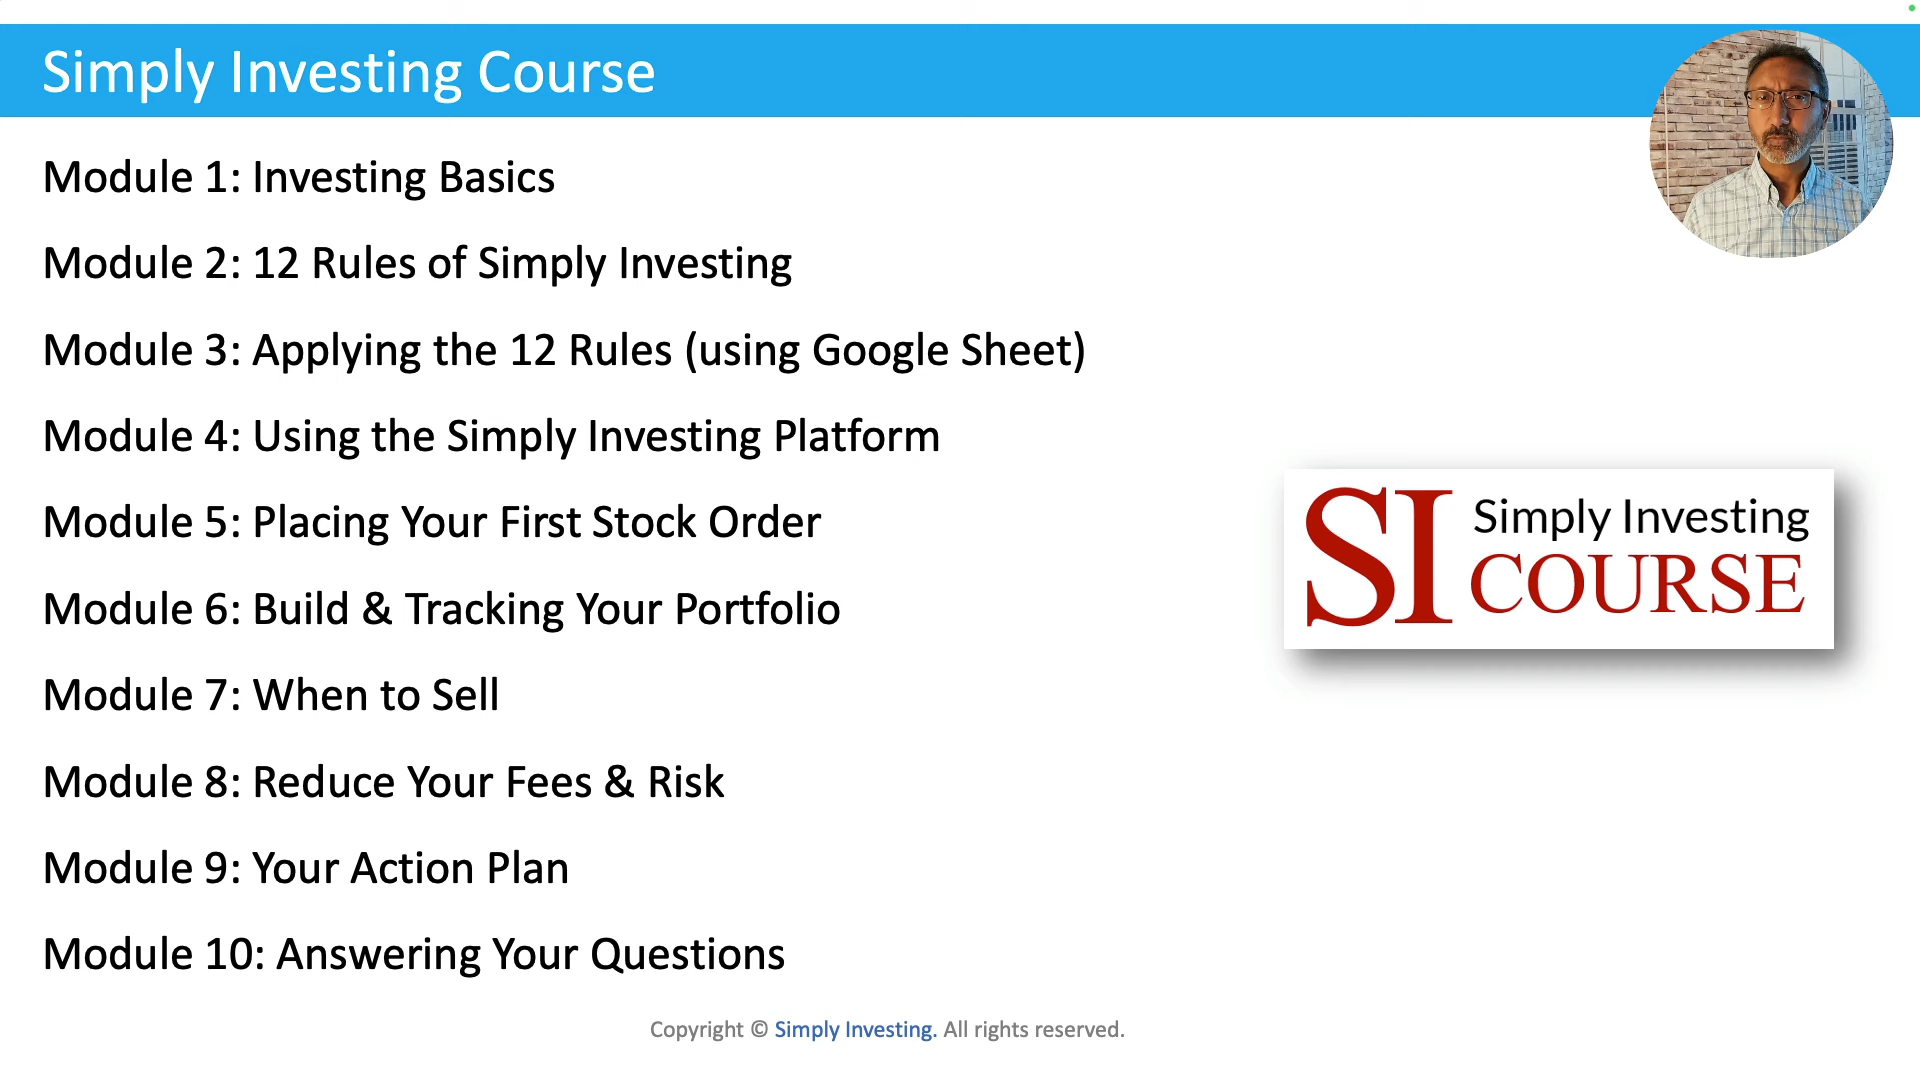 Simply Investing Course
Module 1: Investing Basics
Module 2: 12 Rules of Simply Investing
Module 3: Applying the 12 Rules (using Google Sheet)
Module 4: Using the Simply Investing Platform
Module 5: Placing Your First Stock Order
Module 6: Build & Tracking Your Portfolio
Module 7: When to Sell
Module 8: Reduce Your Fees & Risk
Module 9: Your Action Plan
Module 10: Answering Your Questions
SI Simply Investing
COURSE
Copyright © Simply Investing. All rights reserved.